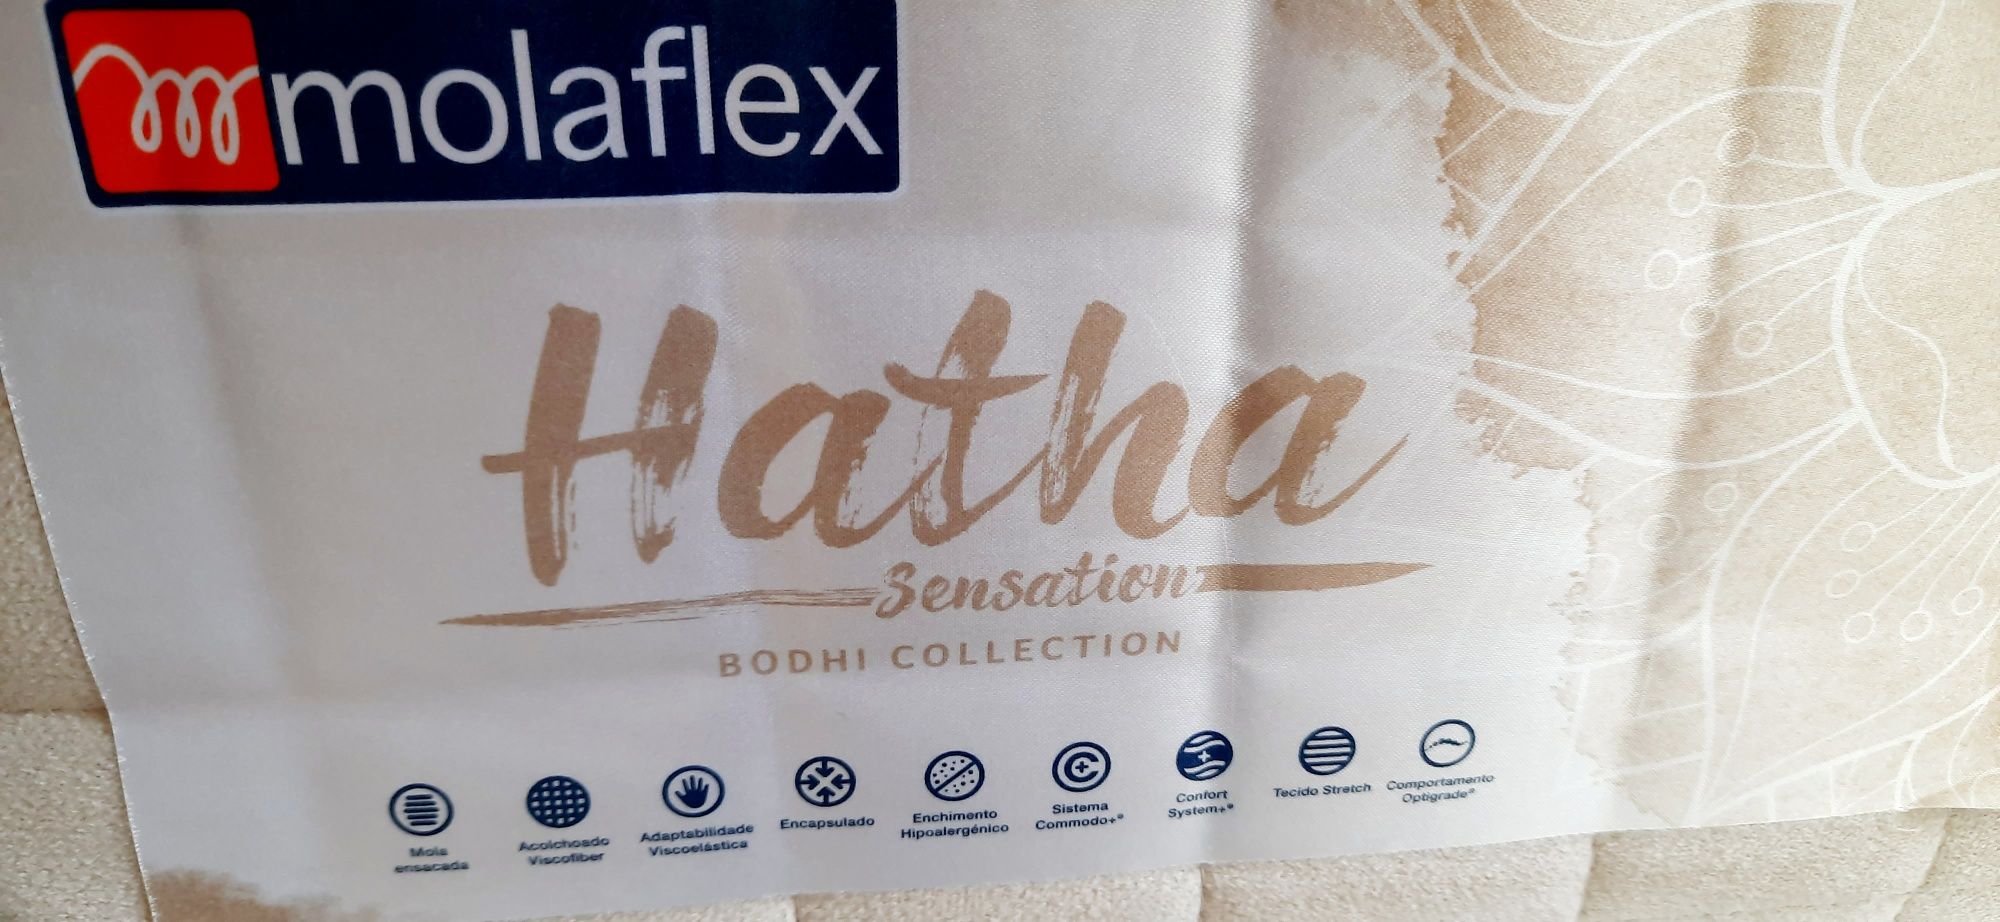 molaflex
Hatha
Sensation
BODHI COLLECTION
Mola
ensacada
Acolchoado
Viscofiber
Adaptabilidade
Viscoelástica
Encapsulado
Enchimento
Hipoalergénico
Sistema
Commodo+®
Confort
System+®
Tecido Stretch
Comportamento
Optigrade®